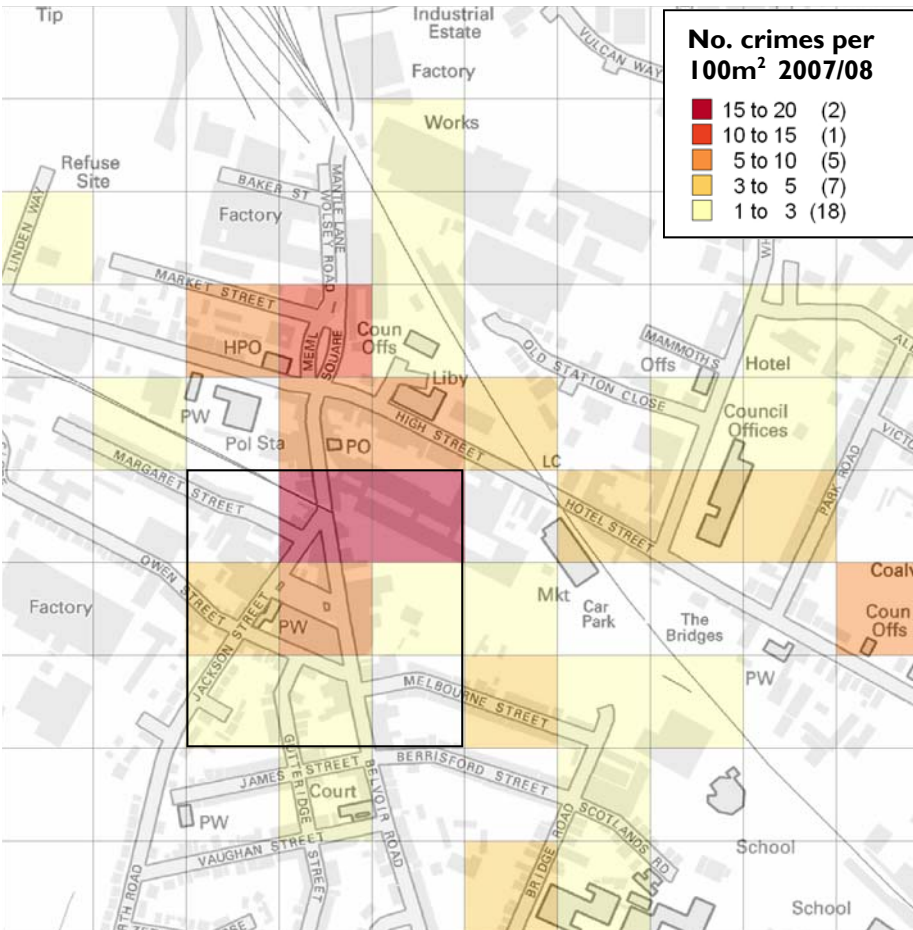 Tip
Industrial
Estate
Factory
VULCAN WAY
No. crimes per
100m² 2007/08
15 to 20 (2)
10 to 15 (1)
5 to 10 (5)
3 to 5 (7)
1 to 3 (18)
Works
Refuse
Site
LINDEN WAY
BAKER ST
Factory
MANTLE LANE
WOLSEY ROAD
MARKET STREET
HPO
MEML
SQUARE
Coun
Offs
Liby
OLD STATION CLOSE
MAMMOTH S
Offs
Hotel
PW
Pol Sta
PO
HIGH STREET
LC
Council
Offices
PARK ROAD
MARGARET STREET
HOTEL STREET
OWEN STREET
Factory
JACKSON STREET
PW
Mkt
Car
Park
The
Bridges
Coun
Offs
PW
MELBOURNE STREET
GUTTERIDGE
STREET
JAMES STREET
BELVOIR ROAD
BERRISFORD STREET
Court
PW
VAUGHAN STREET
BRIDGE ROAD
SCOTLANDS RD
School
School